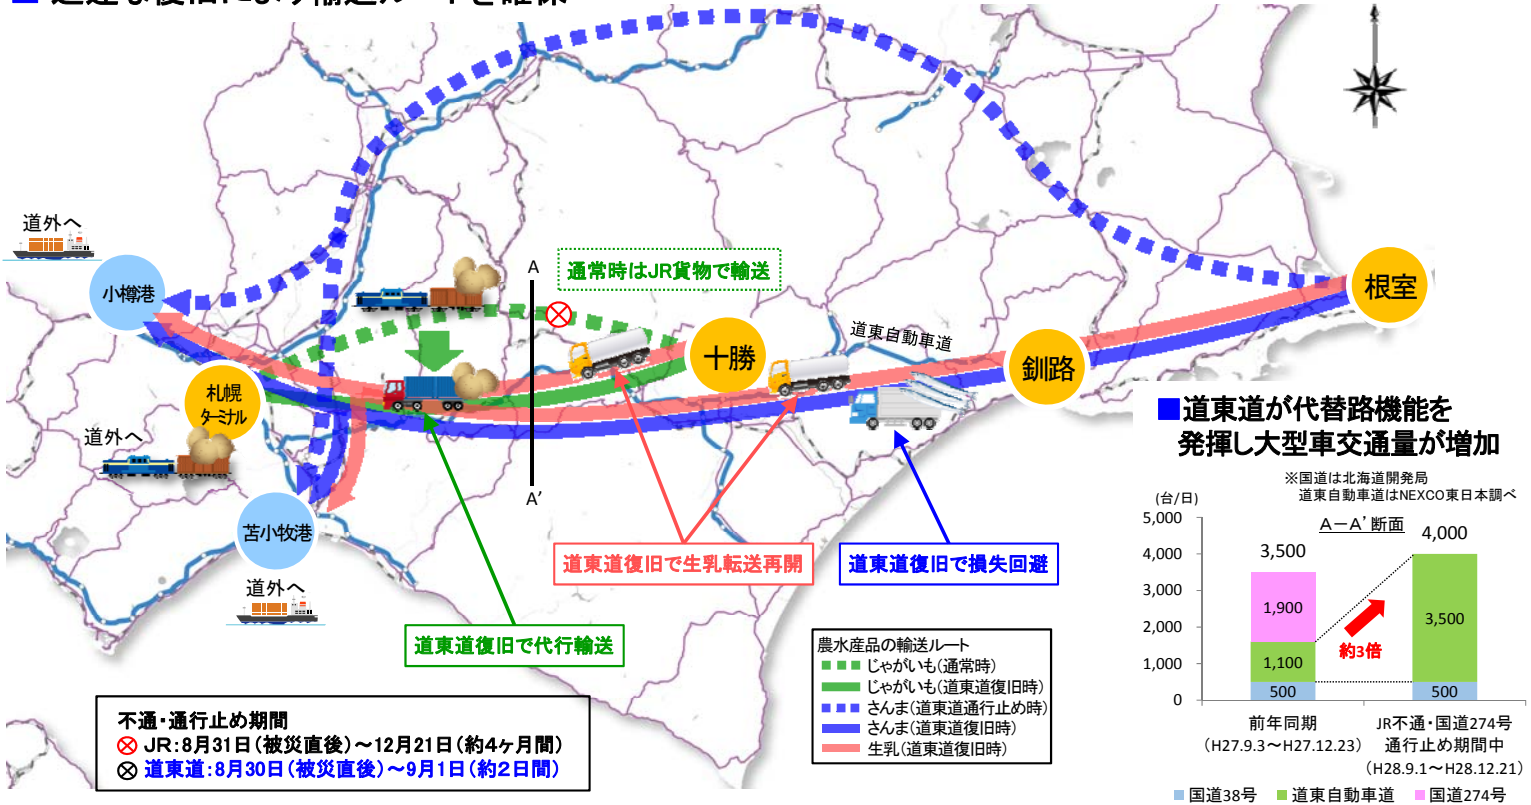 道外へ
小樽港
通常時はJR貨物で輸送
A
根室
道東自動車道
十勝
釧路
札幌
ターミナル
道外へ
A'
苫小牧港
道外へ
道東道復旧で生乳転送再開
道東道復旧で損失回避
道東道復旧で代行輸送
不通・通行止め期間
JR:8月31日(被災直後)～12月21日(約4ヶ月間)
道東道:8月30日(被災直後)～9月1日(約2日間)
農水産品の輸送ルート
じゃがいも(通常時)
じゃがいも(道東道復旧時)
さんま(道東道通行止め時)
さんま(道東道復旧時)
生乳(道東道復旧時)
■道東道が代替路機能を
発揮し大型車交通量が増加
※国道は北海道開発局
道東自動車道はNEXCO東日本調べ
(台/日)
A－A'断面
5,000
4,000
3,000
2,000
1,000
0
3,500
1,900
1,100
500
約3倍
4,000
3,500
500
前年同期
(H27.9.3～H27.12.23)
JR不通・国道274号
通行止め期間中
(H28.9.1～H28.12.21)
国道38号 道東自動車道 国道274号